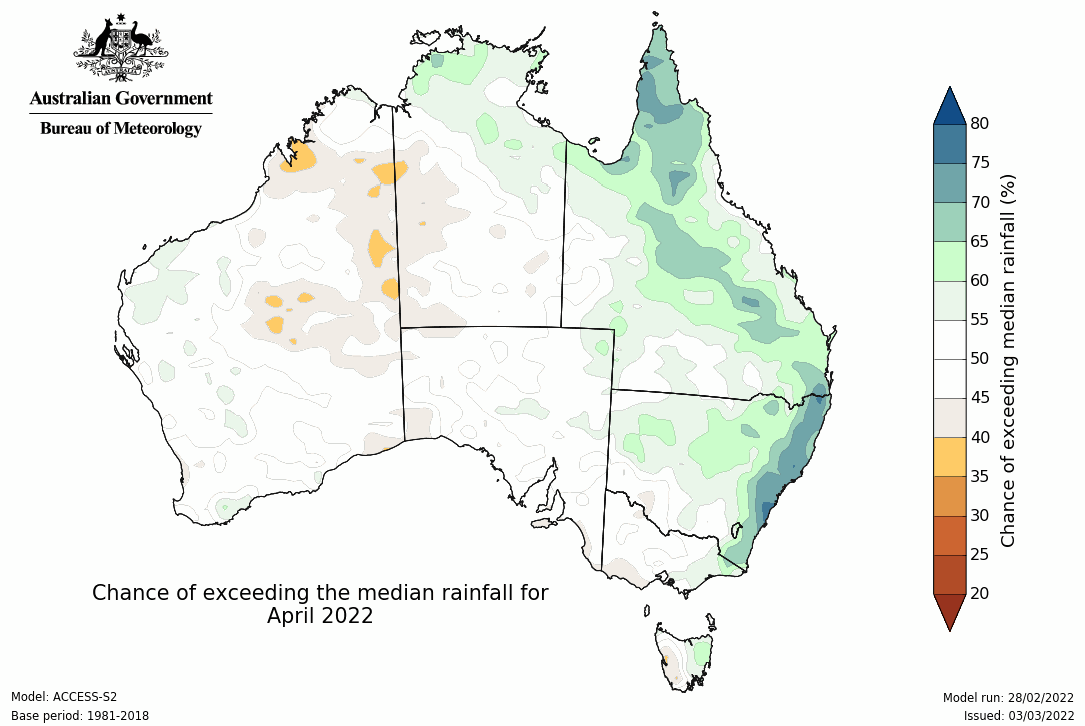 AUSTRALIA
Australian Government
Bureau of Meteorology
80
75
70
65
60
55
50
45
40
35
30
25
20
Chance of exceeding median rainfall (%)
Chance of exceeding the median rainfall for
April 2022
Model: ACCESS-S2
Base period: 1981-2018
Model run: 28/02/2022
Issued: 03/03/2022